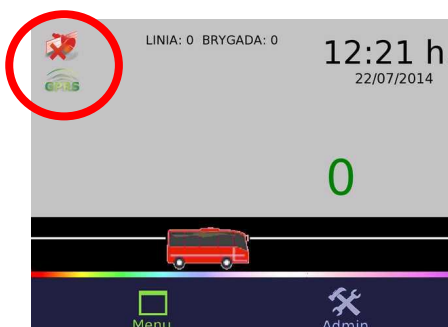 LINIA: 0 BRYGADA: 0
12:21 h
22/07/2014
GPRS
0
Menu
Admin